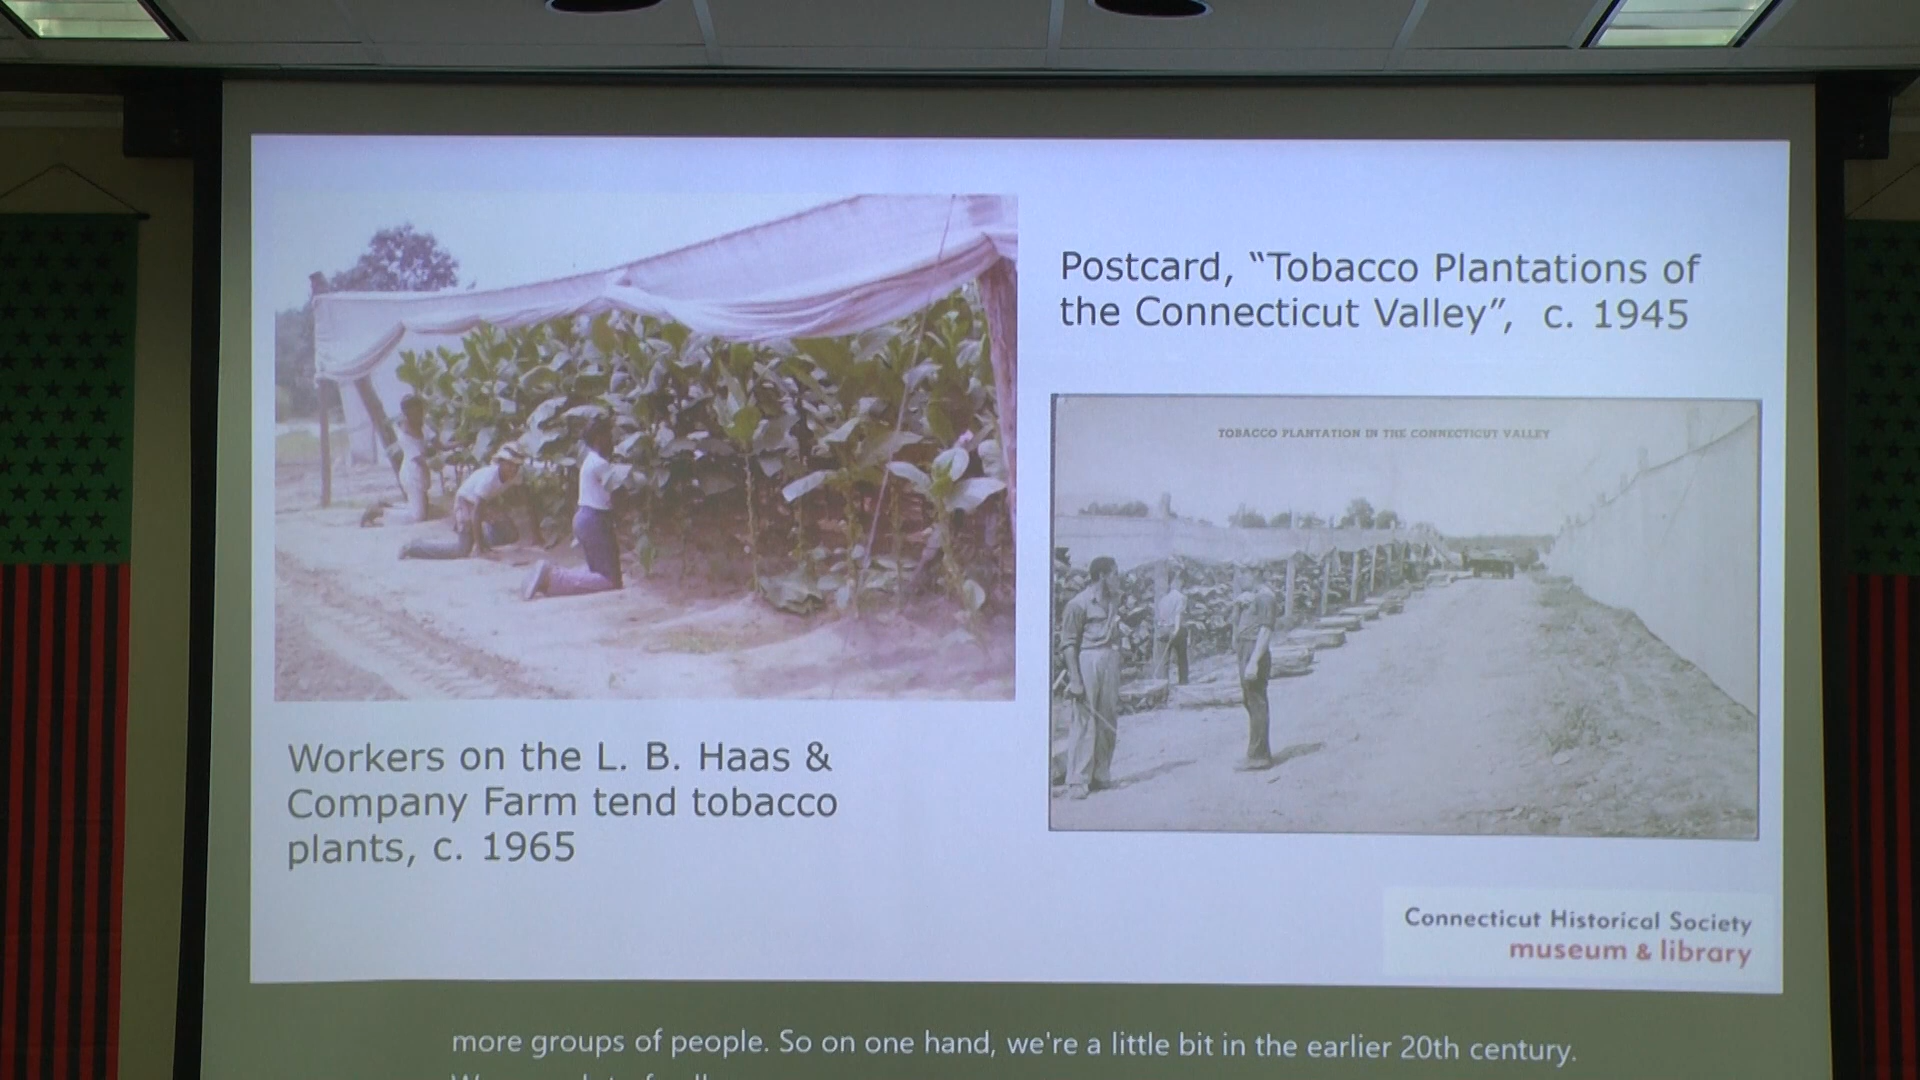 Postcard, “Tobacco Plantations of
the Connecticut Valley”, c. 1945
TOBACCO PLANTATION IN THE CONNECTICUT VALLEY
Workers on the L. B. Haas &
Company Farm tend tobacco
plants, c. 1965
Connecticut Historical Society
museum & library
more groups of people. So on one hand, we're a little bit in the earlier 20th century.